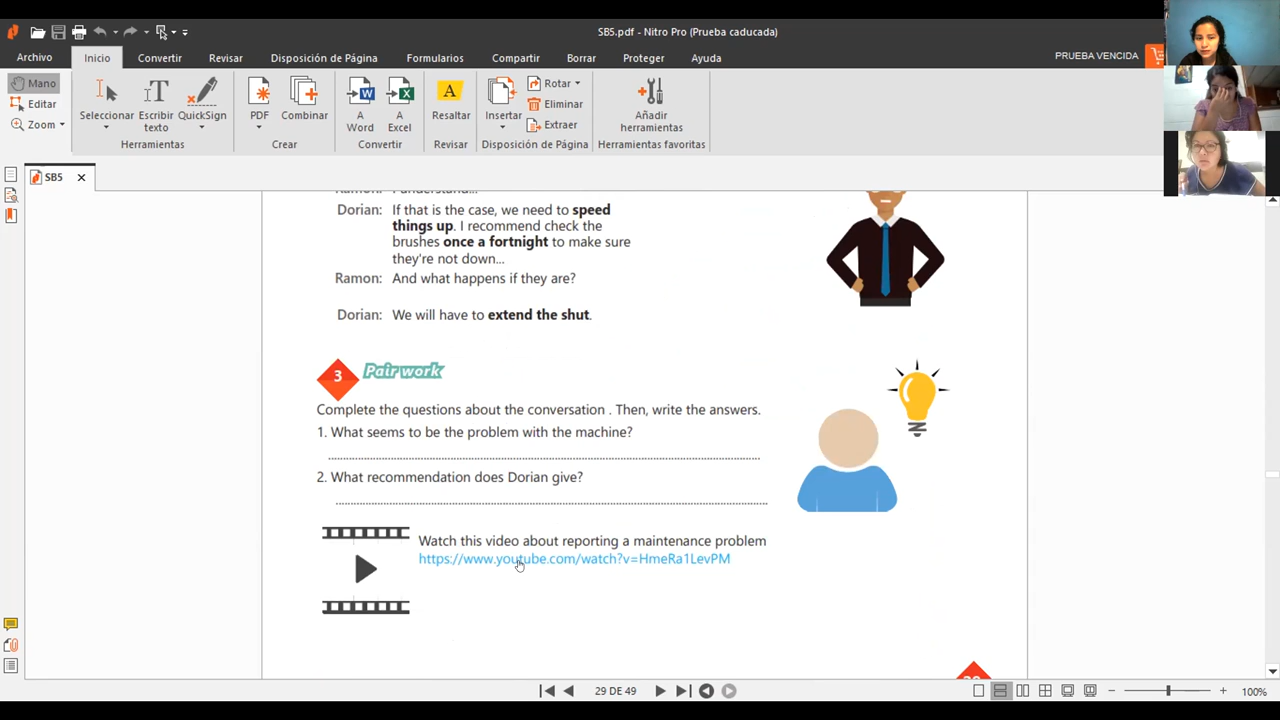 SB5.pdf - Nitro Pro (Prueba caducada)
Archivo Inicio Convertir Revisar Disposición de Página Formularios Compartir Borrar Proteger Ayuda PRUEBA VENCIDA
Mano
Editar
Zoom
Seleccionar
Escribir texto
QuickSign
PDF
Combinar
A Word
A Excel
Resaltar
Insertar
Rotar
Eliminar
Extraer
Añadir herramientas
Herramientas Crear Convertir Revisar Disposición de Página Herramientas favoritas
SB5
Ramon: I understand...
Dorian: If that is the case, we need to speed
things up. I recommend check the
brushes once a fortnight to make sure
they're not down...
Ramon: And what happens if they are?
Dorian: We will have to extend the shut.
3 Pair work
Complete the questions about the conversation . Then, write the answers.
1. What seems to be the problem with the machine?
2. What recommendation does Dorian give?
Watch this video about reporting a maintenance problem
https://www.youtube.com/watch?v=HmeRa1LevPM
29 DE 49
100%